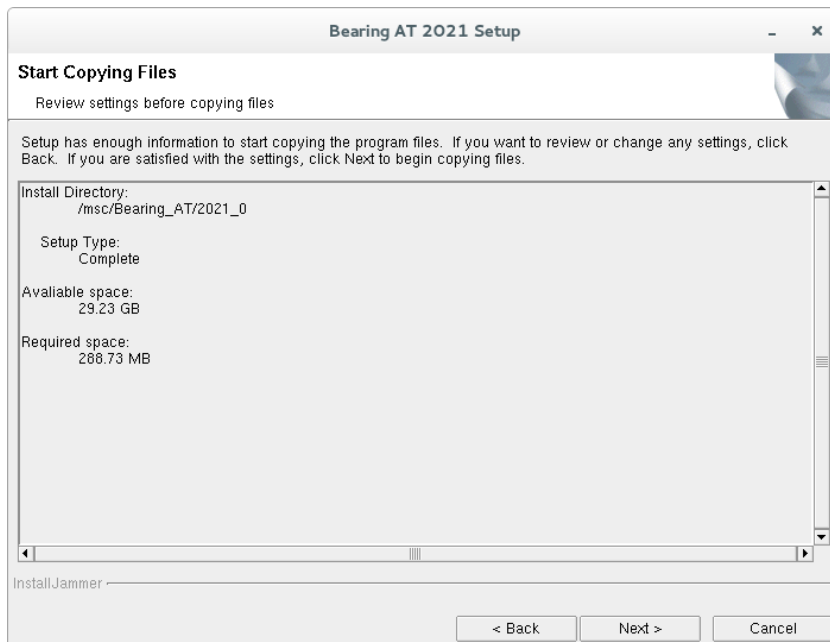 Bearing AT 2021 Setup
Start Copying Files
Review settings before copying files
Setup has enough information to start copying the program files. If you want to review or change any settings, click
Back. If you are satisfied with the settings, click Next to begin copying files.
Install Directory:
/msc/Bearing_AT/2021_0
Setup Type:
Complete
Avaliable space:
29.23 GB
Required space:
288.73 MB
InstallJammer
< Back
Next >
Cancel